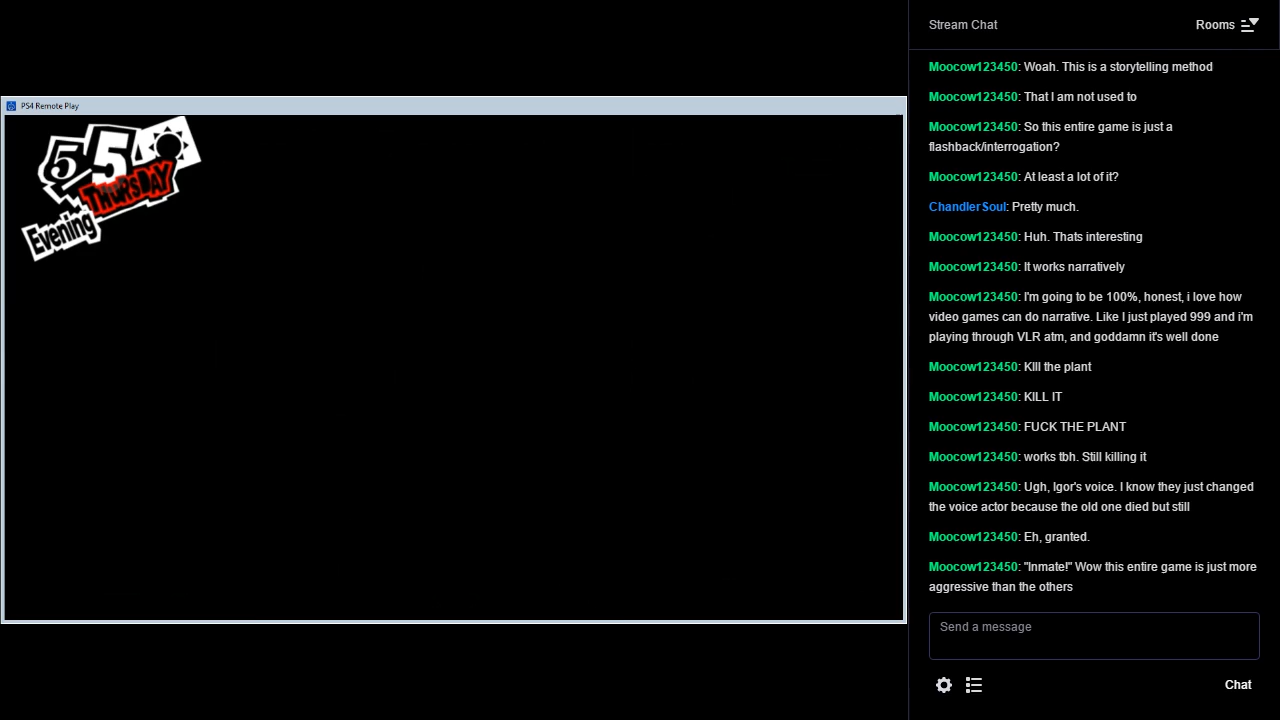 Stream Chat
Rooms
Moocow123450: Woah. This is a storytelling method
Moocow123450: That I am not used to
Moocow123450: So this entire game is just a
flashback/interrogation?
Moocow123450: At least a lot of it?
ChandlerSoul: Pretty much.
Moocow123450: Huh. Thats interesting
Moocow123450: It works narratively
Moocow123450: I'm going to be 100%, honest, i love how
video games can do narrative. Like I just played 999 and i'm
playing through VLR atm, and goddamn it's well done
Moocow123450: KIll the plant
Moocow123450: KILL IT
Moocow123450: FUCK THE PLANT
Moocow123450: works tbh. Still killing it
Moocow123450: Ugh, Igor's voice. I know they just changed
the voice actor because the old one died but still
Moocow123450: Eh, granted.
Moocow123450: "Inmate!" Wow this entire game is just more
aggressive than the others
Send a message
Chat
PS4 Remote Play
5/5
THURSDAY
Evening